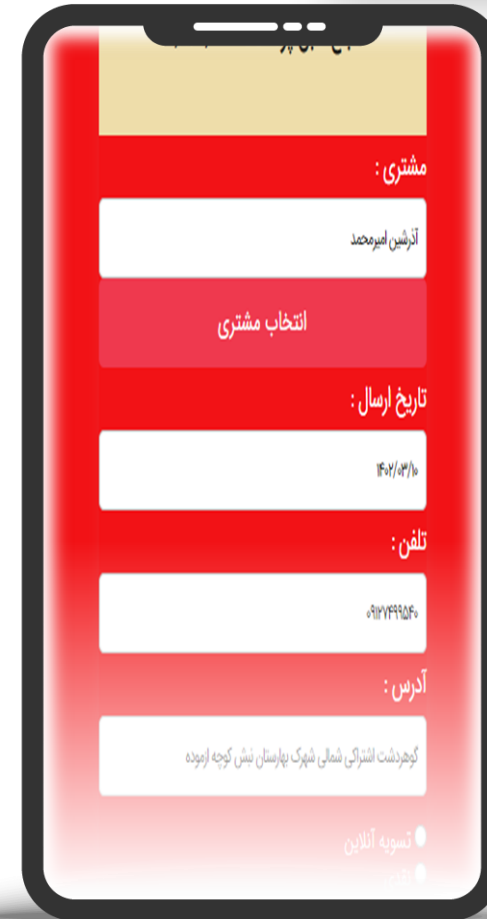 مشتری :
آذرشین امیرمحمد
انتخاب مشتری
تاریخ ارسال :
۱۴۰۲/۰۳/۱۰
تلفن :
۰۹۱۲۷۴۹۹۵۴۰
آدرس :
گوهردشت اشتراکی شمالی شهرک بهارستان نبش کوچه ازموده
تسویه آنلاین